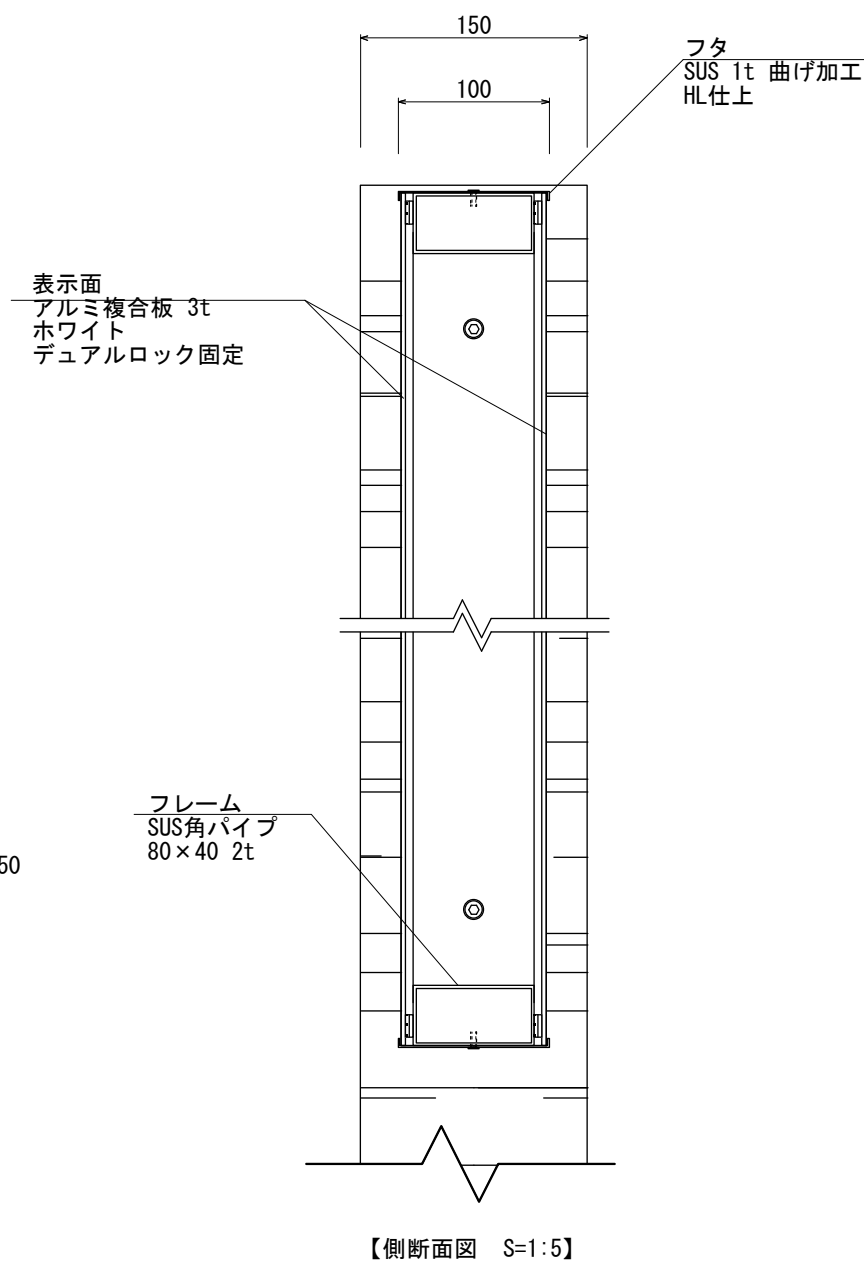 150
100
フタ
SUS 1t 曲げ加工
HL仕上
表示面
アルミ複合板 3t
ホワイト
デュアルロック固定
フレーム
SUS角パイプ
80×40 2t
50
【側断面図 S=1:5】